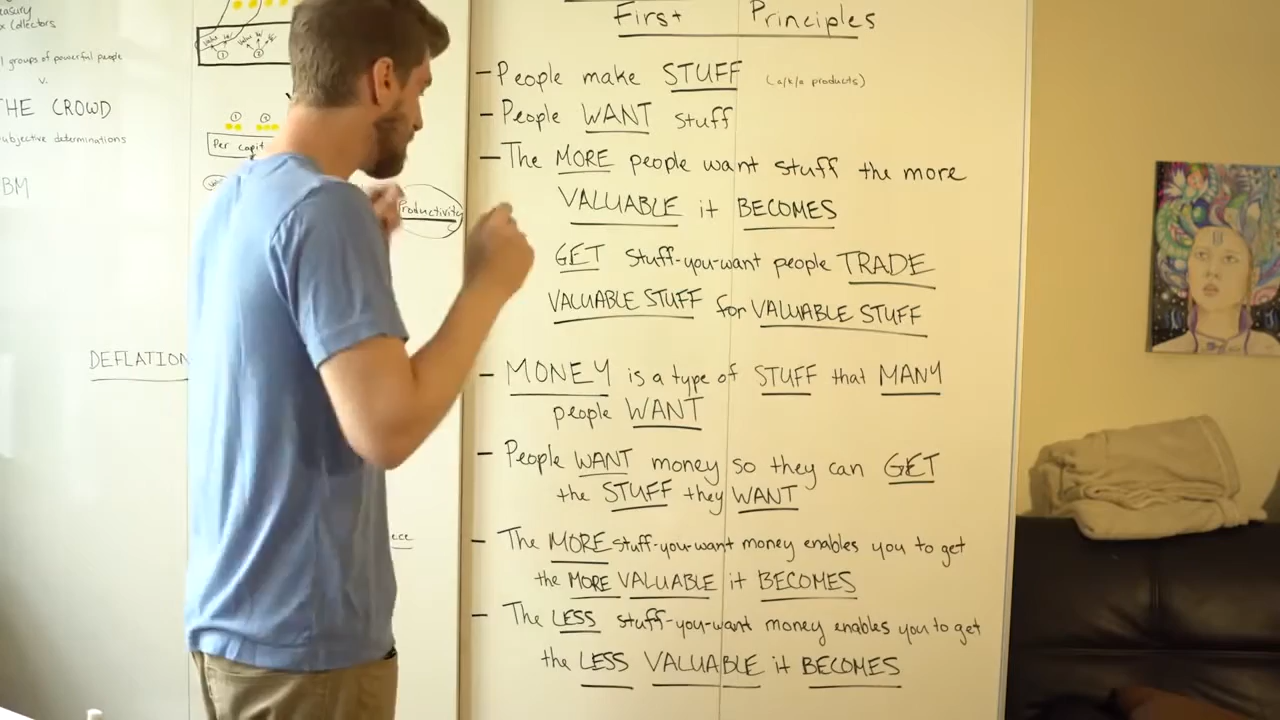 x Collectors
l groups of powerful people
v.
THE CROWD
ubjective determinations
BM
Per capit
Productivity
DEFLATION
ece
First Principles
- People make STUFF (a/k/a products)
- People WANT stuff
- The MORE people want stuff the more
VALUABLE it BECOMES
GET stuff-you-want people TRADE
VALUABLE STUFF for VALUABLE STUFF
- MONEY is a type of STUFF that MANY
people WANT
- People WANT money so they can GET
the STUFF they WANT
- The MORE stuff-you-want money enables you to get
the MORE VALUABLE it BECOMES
- The LESS stuff-you-want money enables you to get
the LESS VALUABLE it BECOMES